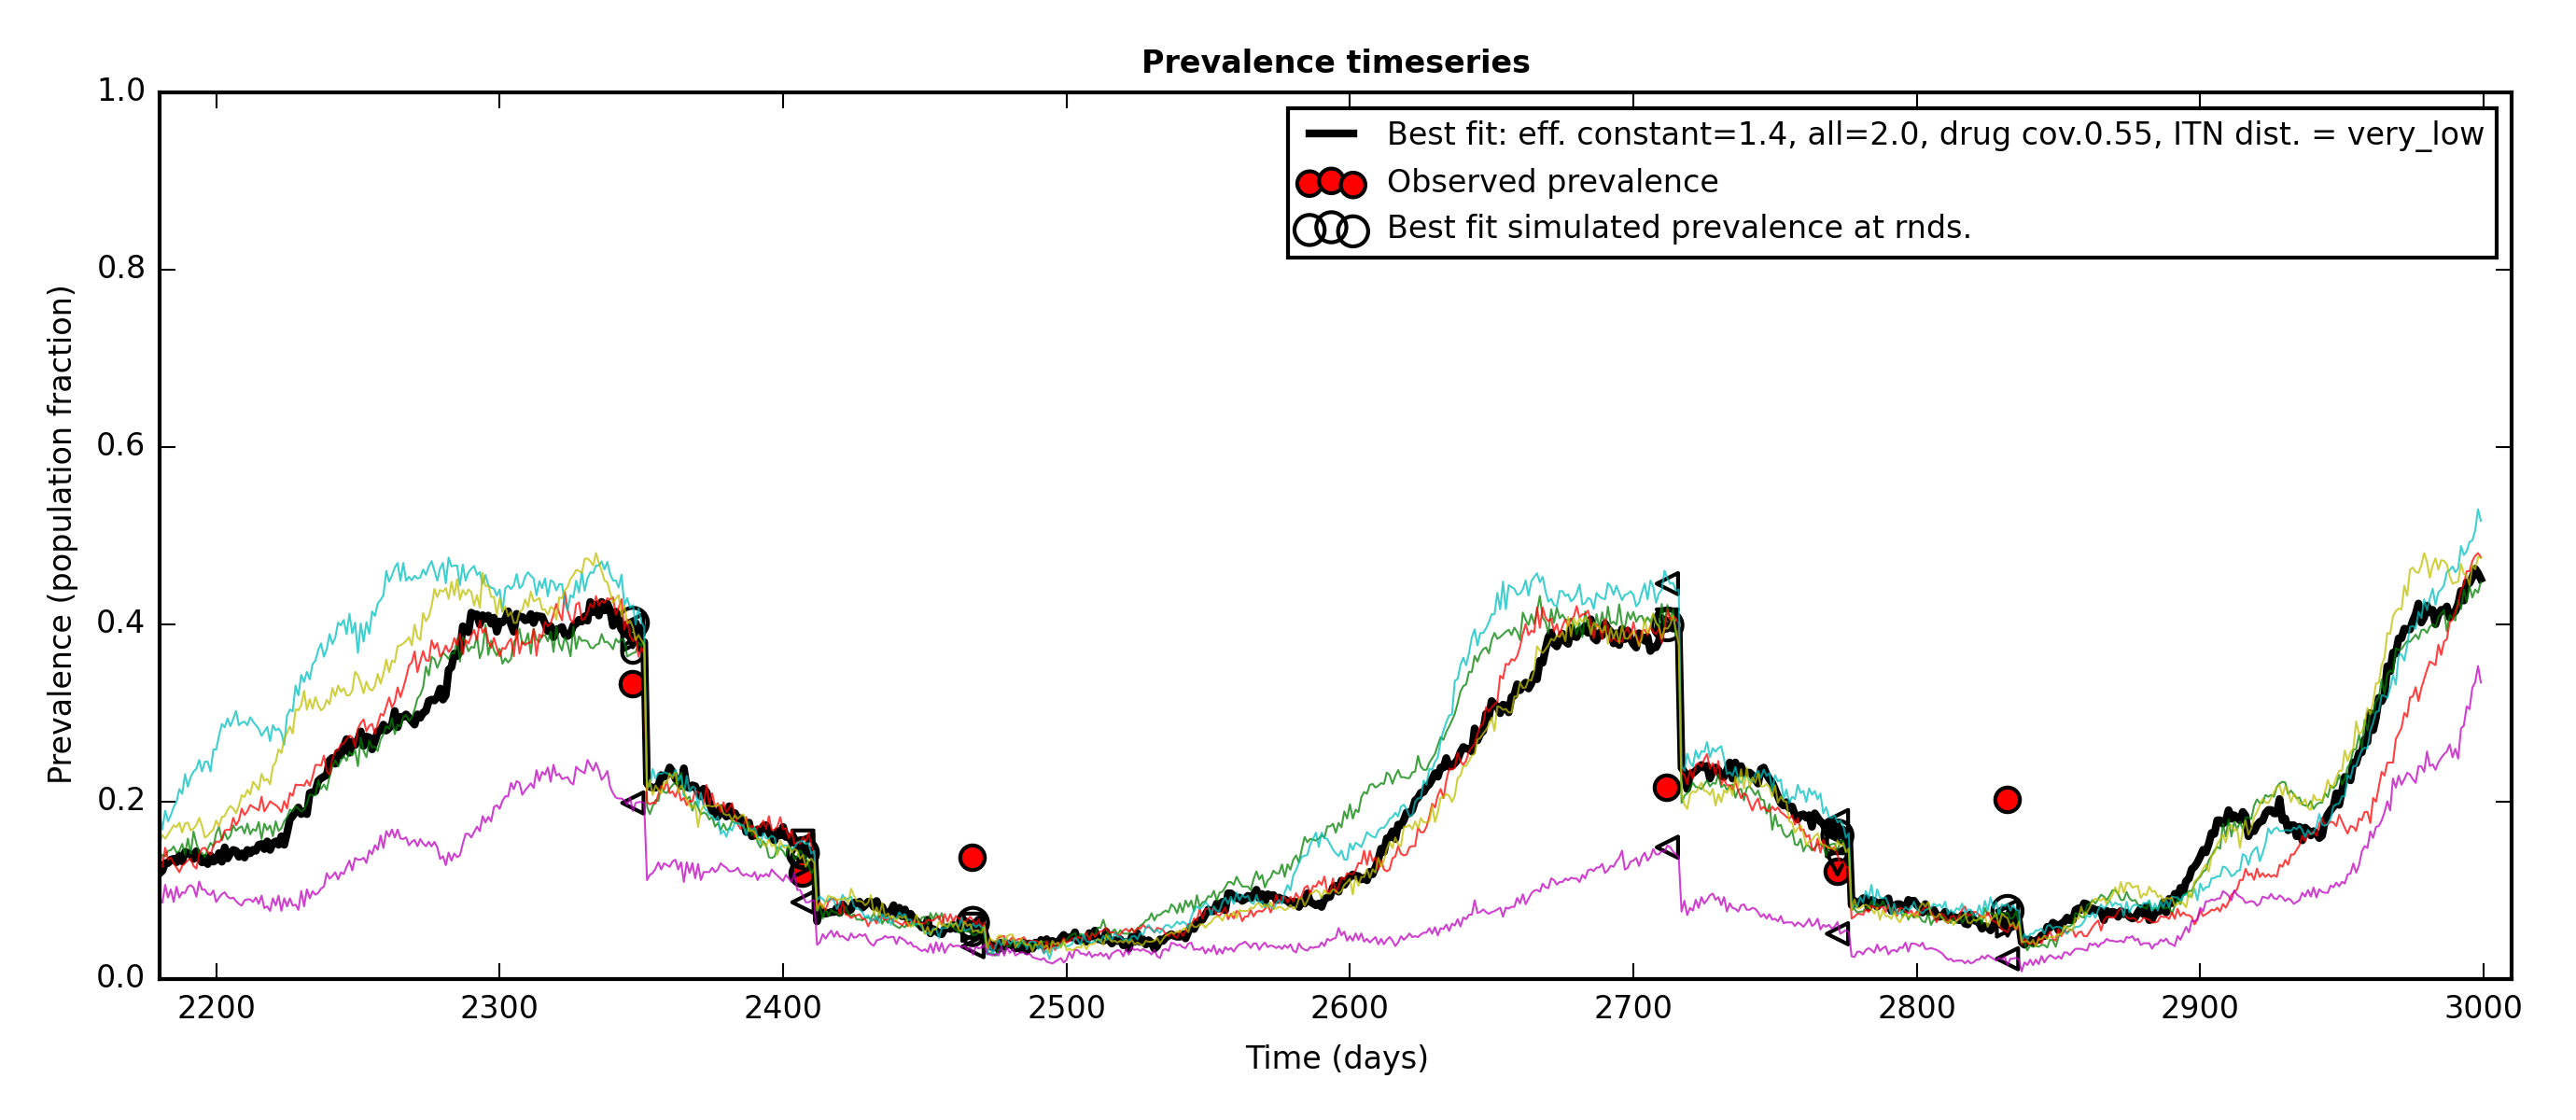 Prevalence timeseries
1.0
0.8
0.6
0.4
0.2
0.0
Prevalence (population fraction)
Best fit: eff. constant=1.4, all=2.0, drug cov.0.55, ITN dist. = very_low
Observed prevalence
Best fit simulated prevalence at rnds.
2200 2300 2400 2500 2600 2700 2800 2900 3000
Time (days)